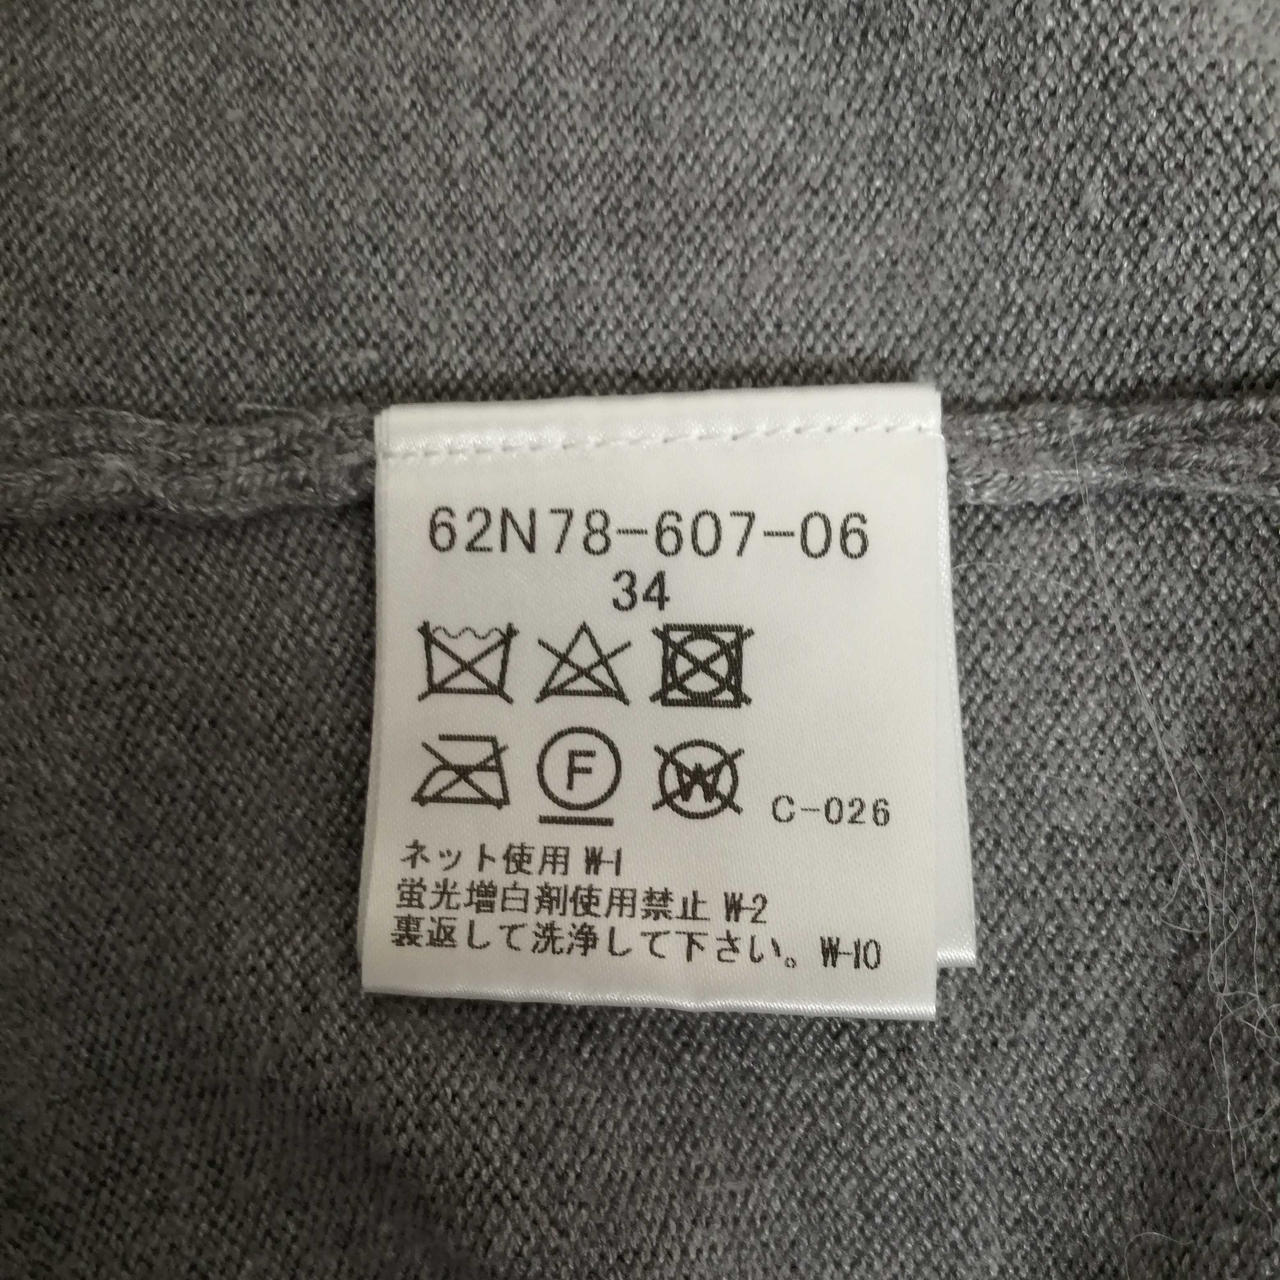 62N78-607-06
34
F
W
C-026
ネット使用 W-1
蛍光増白剤使用禁止 W-2
裏返して洗浄して下さい。 W-10